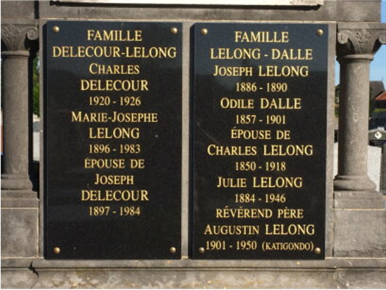 FAMILLE
DELECOUR-LELONG
CHARLES
DELECOUR
1920 - 1926
MARIE-JOSEPHE
LELONG
1896 - 1983
ÉPOUSE DE
JOSEPH
DELECOUR
1897 - 1984
FAMILLE
LELONG - DALLE
JOSEPH LELONG
1886 - 1890
ODILE DALLE
1857 - 1901
ÉPOUSE DE
CHARLES LELONG
1850 - 1918
JULIE LELONG
1884 - 1946
RÉVÉREND PÈRE
AUGUSTIN LELONG
1901 - 1950 (KATIGONDO)